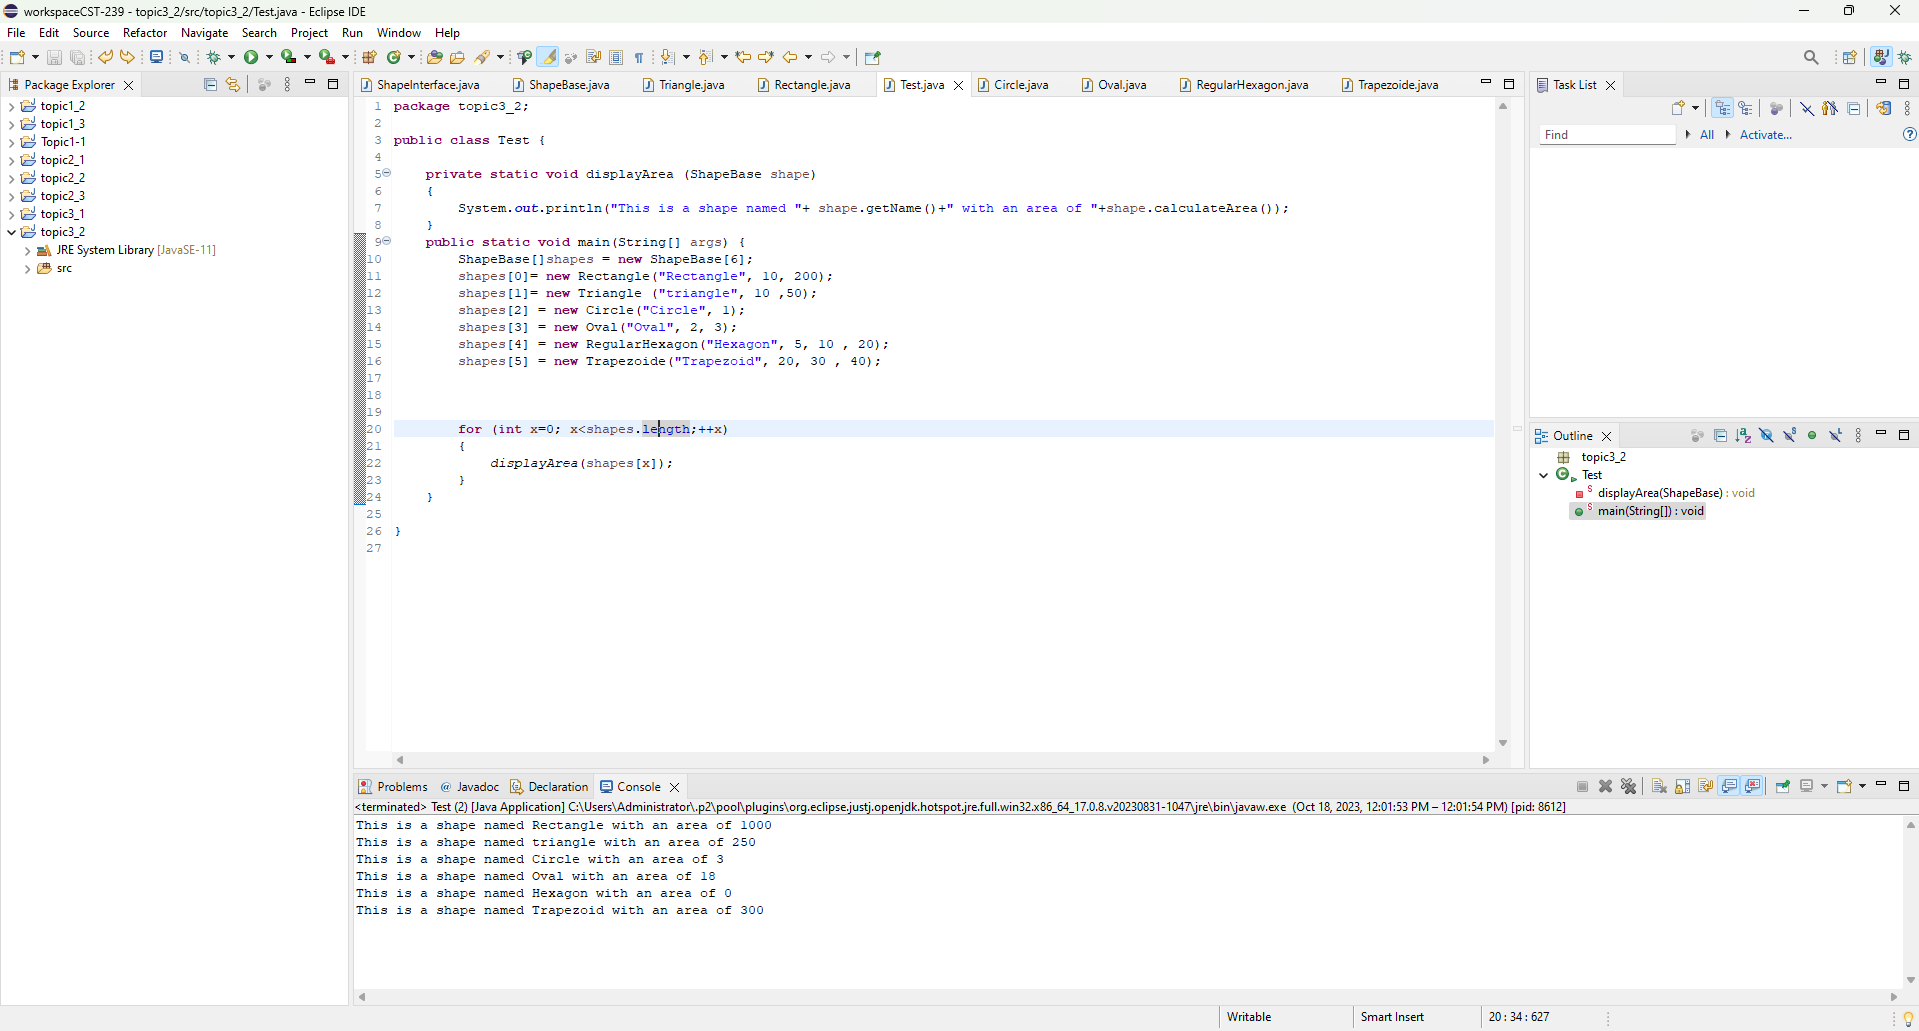 workspaceCST-239 - topic3_2/src/topic3_2/Test.java - Eclipse IDE
File Edit Source Refactor Navigate Search Project Run Window Help
Package Explorer
topic1_2
topic1_3
Topic1-1
topic2_1
topic2_2
topic2_3
topic3_1
topic3_2
JRE System Library [JavaSE-11]
src
ShapeInterface.java ShapeBase.java Triangle.java Rectangle.java Test.java Circle.java Oval.java RegularHexagon.java Trapezoide.java
1 package topic3_2;
2
3 public class Test {
4
5 private static void displayArea (ShapeBase shape)
6 {
7 System.out.println("This is a shape named "+ shape.getName()+" with an area of "+shape.calculateArea());
8 }
9 public static void main(String[] args) {
10 ShapeBase[]shapes = new ShapeBase[6];
11 shapes[0]= new Rectangle("Rectangle", 10, 200);
12 shapes[1]= new Triangle ("triangle", 10 ,50);
13 shapes[2] = new Circle("Circle", 1);
14 shapes[3] = new Oval("Oval", 2, 3);
15 shapes[4] = new RegularHexagon("Hexagon", 5, 10 , 20);
16 shapes[5] = new Trapezoide("Trapezoid", 20, 30 , 40);
17
18
19
20 for (int x=0; x<shapes.length;++x)
21 {
22 displayArea(shapes[x]);
23 }
24 }
25
26 }
27
Task List
Find All Activate...
Outline
topic3_2
Test
displayArea(ShapeBase) : void
main(String[]) : void
Problems Javadoc Declaration Console
<terminated> Test (2) [Java Application] C:\Users\Administrator\.p2\pool\plugins\org.eclipse.justj.openjdk.hotspot.jre.full.win32.x86_64_17.0.8.v20230831-1047\jre\bin\javaw.exe (Oct 18, 2023, 12:01:53 PM – 12:01:54 PM) [pid: 8612]
This is a shape named Rectangle with an area of 1000
This is a shape named triangle with an area of 250
This is a shape named Circle with an area of 3
This is a shape named Oval with an area of 18
This is a shape named Hexagon with an area of 0
This is a shape named Trapezoid with an area of 300
Writable Smart Insert 20 : 34 : 627